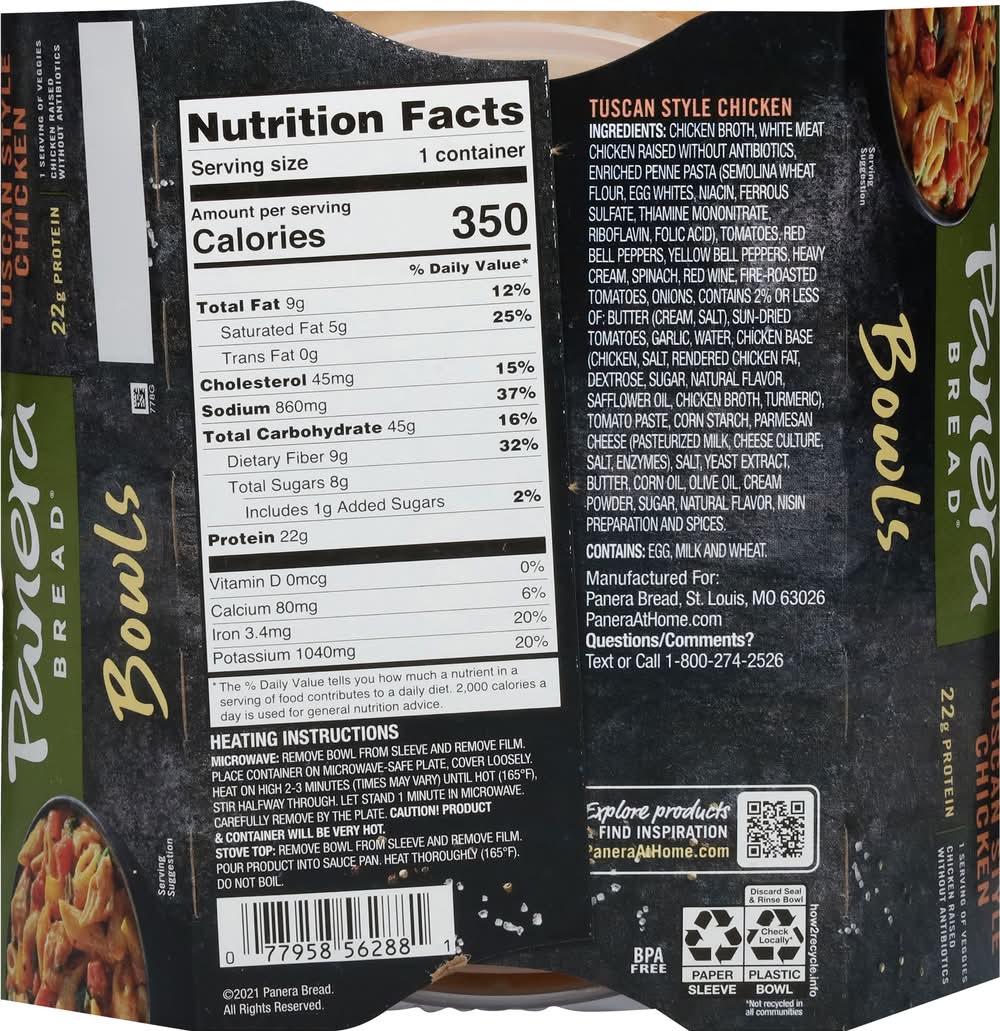 TUSCAN STYLE
CHICKEN
1 SERVING OF VEGGIES
CHICKEN RAISED
WITHOUT ANTIBIOTICS
22g PROTEIN
Panera
BREAD®
Bowls
778G
Serving
Suggestion
Nutrition Facts
Serving size 1 container
Amount per serving
Calories 350
% Daily Value*
Total Fat 9g 12%
Saturated Fat 5g 25%
Trans Fat 0g
Cholesterol 45mg 15%
Sodium 860mg 37%
Total Carbohydrate 45g 16%
Dietary Fiber 9g 32%
Total Sugars 8g
Includes 1g Added Sugars 2%
Protein 22g
Vitamin D 0mcg 0%
Calcium 80mg 6%
Iron 3.4mg 20%
Potassium 1040mg 20%
* The % Daily Value tells you how much a nutrient in a
serving of food contributes to a daily diet. 2,000 calories a
day is used for general nutrition advice.
HEATING INSTRUCTIONS
MICROWAVE: REMOVE BOWL FROM SLEEVE AND REMOVE FILM.
PLACE CONTAINER ON MICROWAVE-SAFE PLATE, COVER LOOSELY.
HEAT ON HIGH 2-3 MINUTES (TIMES MAY VARY) UNTIL HOT (165°F),
STIR HALFWAY THROUGH. LET STAND 1 MINUTE IN MICROWAVE.
CAREFULLY REMOVE BY THE PLATE. CAUTION! PRODUCT
& CONTAINER WILL BE VERY HOT.
STOVE TOP: REMOVE BOWL FROM SLEEVE AND REMOVE FILM.
POUR PRODUCT INTO SAUCE PAN. HEAT THOROUGHLY (165°F).
DO NOT BOIL.
0 77958 56288 1
©2021 Panera Bread.
All Rights Reserved.
TUSCAN STYLE CHICKEN
INGREDIENTS: CHICKEN BROTH, WHITE MEAT
CHICKEN RAISED WITHOUT ANTIBIOTICS,
ENRICHED PENNE PASTA (SEMOLINA WHEAT
FLOUR, EGG WHITES, NIACIN, FERROUS
SULFATE, THIAMINE MONONITRATE,
RIBOFLAVIN, FOLIC ACID), TOMATOES, RED
BELL PEPPERS, YELLOW BELL PEPPERS, HEAVY
CREAM, SPINACH, RED WINE, FIRE-ROASTED
TOMATOES, ONIONS, CONTAINS 2% OR LESS
OF: BUTTER (CREAM, SALT), SUN-DRIED
TOMATOES, GARLIC, WATER, CHICKEN BASE
(CHICKEN, SALT, RENDERED CHICKEN FAT,
DEXTROSE, SUGAR, NATURAL FLAVOR,
SAFFLOWER OIL, CHICKEN BROTH, TURMERIC),
TOMATO PASTE, CORN STARCH, PARMESAN
CHEESE (PASTEURIZED MILK, CHEESE CULTURE,
SALT, ENZYMES), SALT, YEAST EXTRACT,
BUTTER, CORN OIL, OLIVE OIL, CREAM
POWDER, SUGAR, NATURAL FLAVOR, NISIN
PREPARATION AND SPICES.
CONTAINS: EGG, MILK AND WHEAT.
Manufactured For:
Panera Bread, St. Louis, MO 63026
PaneraAtHome.com
Questions/Comments?
Text or Call 1-800-274-2526
Explore products
FIND INSPIRATION
PaneraAtHome.com
BPA
FREE
PAPER
SLEEVE
Discard Seal
& Rinse Bowl
Check
Locally*
PLASTIC
BOWL
*Not recycled in
all communities
how2recycle.info
Serving
Suggestion
Panera
BREAD®
Bowls
TUSCAN STYLE
CHICKEN
22g PROTEIN
1 SERVING OF VEGGIES
CHICKEN RAISED
WITHOUT ANTIBIOTICS